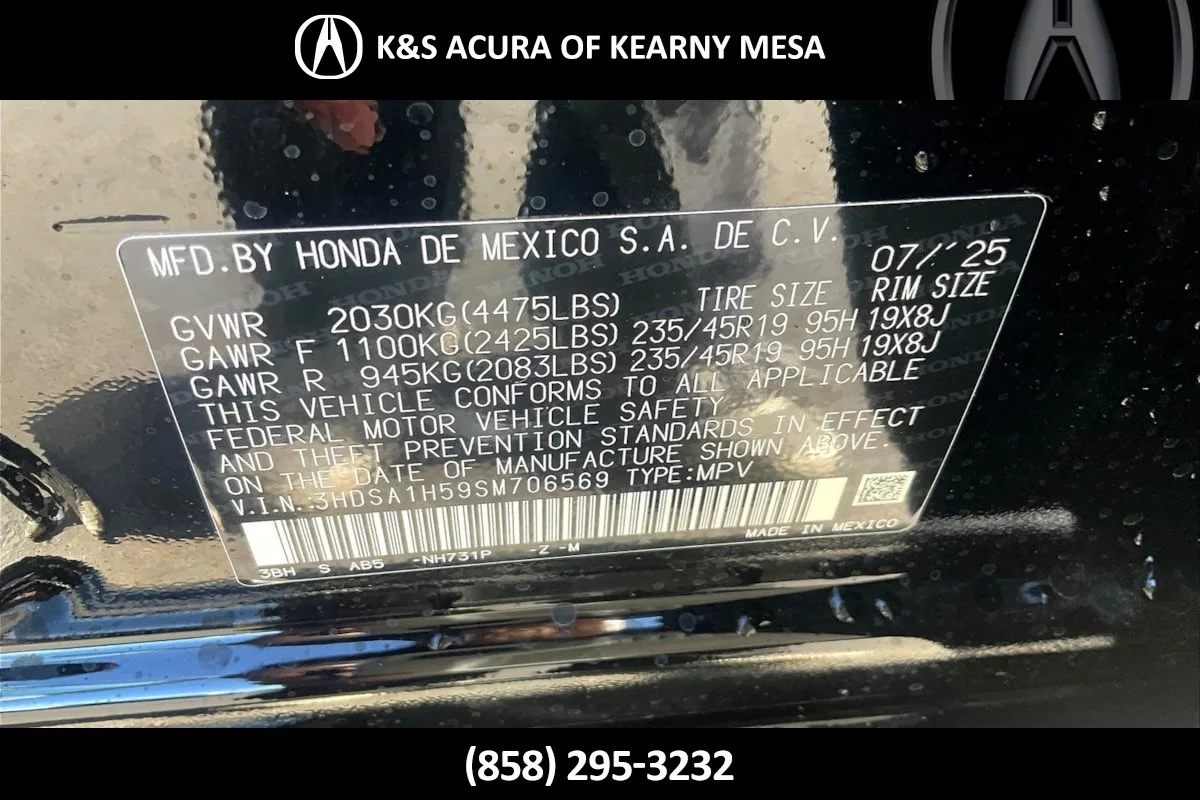 K&S ACURA OF KEARNY MESA
MFD.BY HONDA DE MEXICO S.A. DE C.V. 07/'25
GVWR 2030KG(4475LBS) TIRE SIZE RIM SIZE
GAWR F 1100KG(2425LBS) 235/45R19 95H 19X8J
GAWR R 945KG(2083LBS) 235/45R19 95H 19X8J
THIS VEHICLE CONFORMS TO ALL APPLICABLE
FEDERAL MOTOR VEHICLE SAFETY
AND THEFT PREVENTION STANDARDS IN EFFECT
ON THE DATE OF MANUFACTURE SHOWN ABOVE.
V.I.N.:3HDSA1H59SM706569 TYPE:MPV
MADE IN MEXICO
3BH S AB5 -NH731P -Z -M
(858) 295-3232